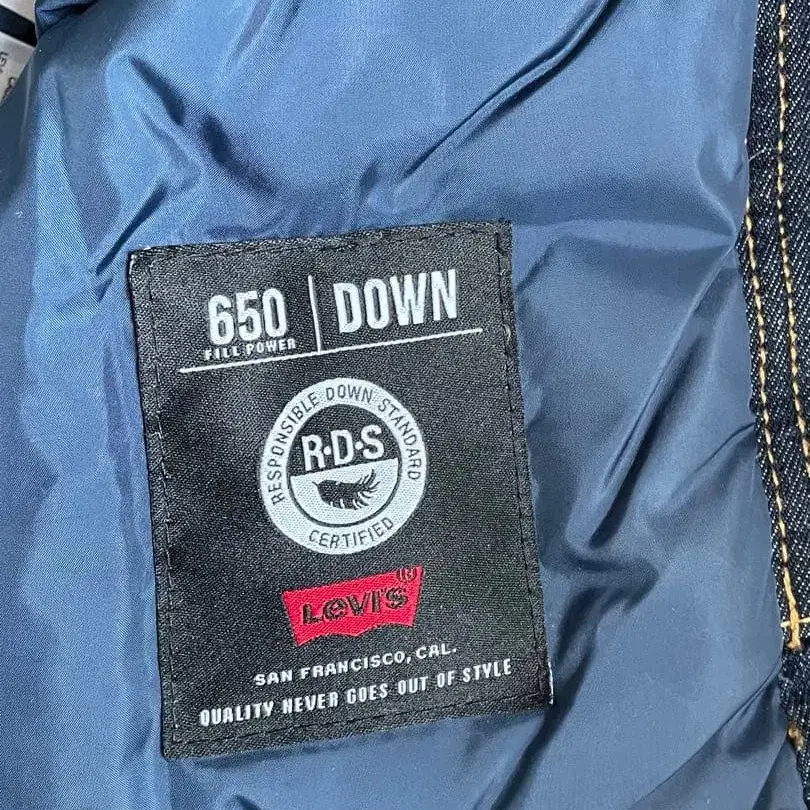 650 | DOWN
FILL POWER
RESPONSIBLE DOWN STANDARD
R·D·S
CERTIFIED
Levi's®
SAN FRANCISCO, CAL.
QUALITY NEVER GOES OUT OF STYLE